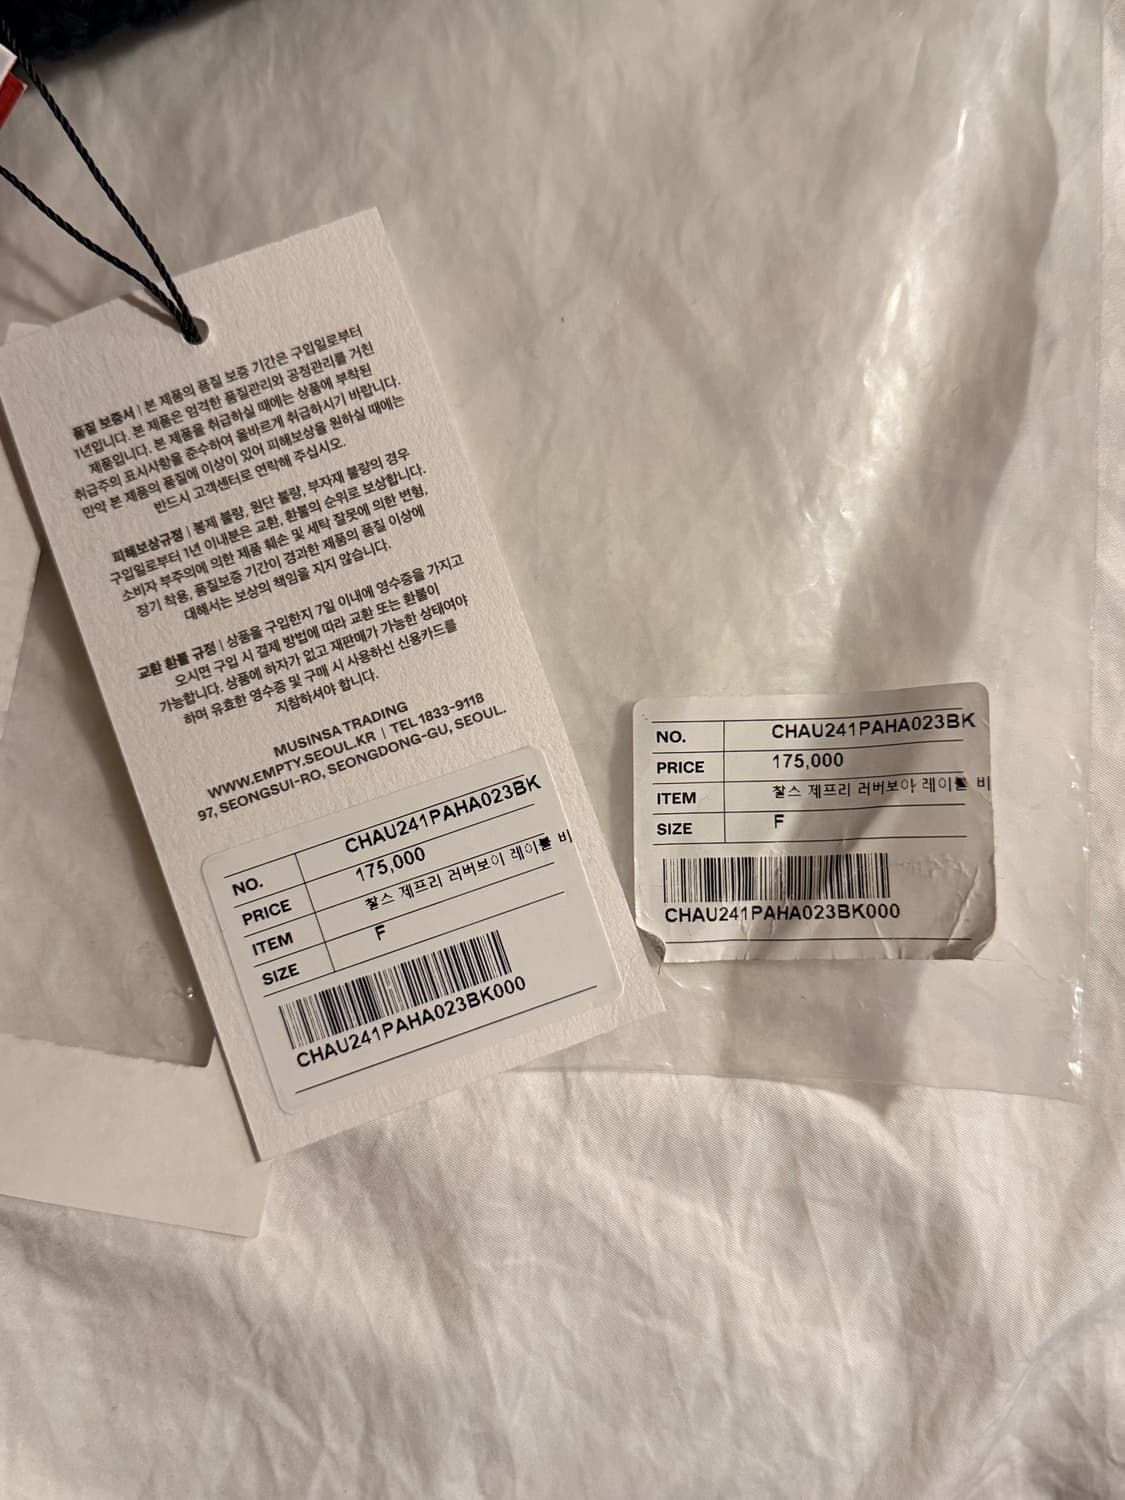 품질 보증서 | 본 제품의 품질 보증 기간은 구입일로부터
1년입니다. 본 제품은 엄격한 품질관리와 공정관리를 거친
제품입니다. 본 제품을 취급하실 때에는 상품에 부착된
취급주의 표시사항을 준수하여 올바르게 취급하시기 바랍니다.
만약 본 제품의 품질에 이상이 있어 피해보상을 원하실 때에는
반드시 고객센터로 연락해 주십시오.
피해보상규정 | 봉제 불량, 원단 불량, 부자재 불량의 경우
구입일로부터 1년 이내분은 교환, 환불의 순위로 보상합니다.
소비자 부주의에 의한 제품 훼손 및 세탁 잘못에 의한 변형,
장기 착용, 품질보증 기간이 경과한 제품의 품질 이상에
대해서는 보상의 책임을 지지 않습니다.
교환 환불 규정 | 상품을 구입한지 7일 이내에 영수증을 가지고
오시면 구입 시 결제 방법에 따라 교환 또는 환불이
가능합니다. 상품에 하자가 없고 재판매가 가능한 상태여야
하며 유효한 영수증 및 구매 시 사용하신 신용카드를
지참하셔야 합니다.
MUSINSA TRADING
WWW.EMPTY.SEOUL.KR | TEL 1833-9118
97, SEONGSUI-RO, SEONGDONG-GU, SEOUL.
NO. CHAU241PAHA023BK
PRICE 175,000
ITEM 찰스 제프리 러버보이 레이블 비
SIZE F
CHAU241PAHA023BK000
NO. CHAU241PAHA023BK
PRICE 175,000
ITEM 찰스 제프리 러버보이 레이블 비
SIZE F
CHAU241PAHA023BK000